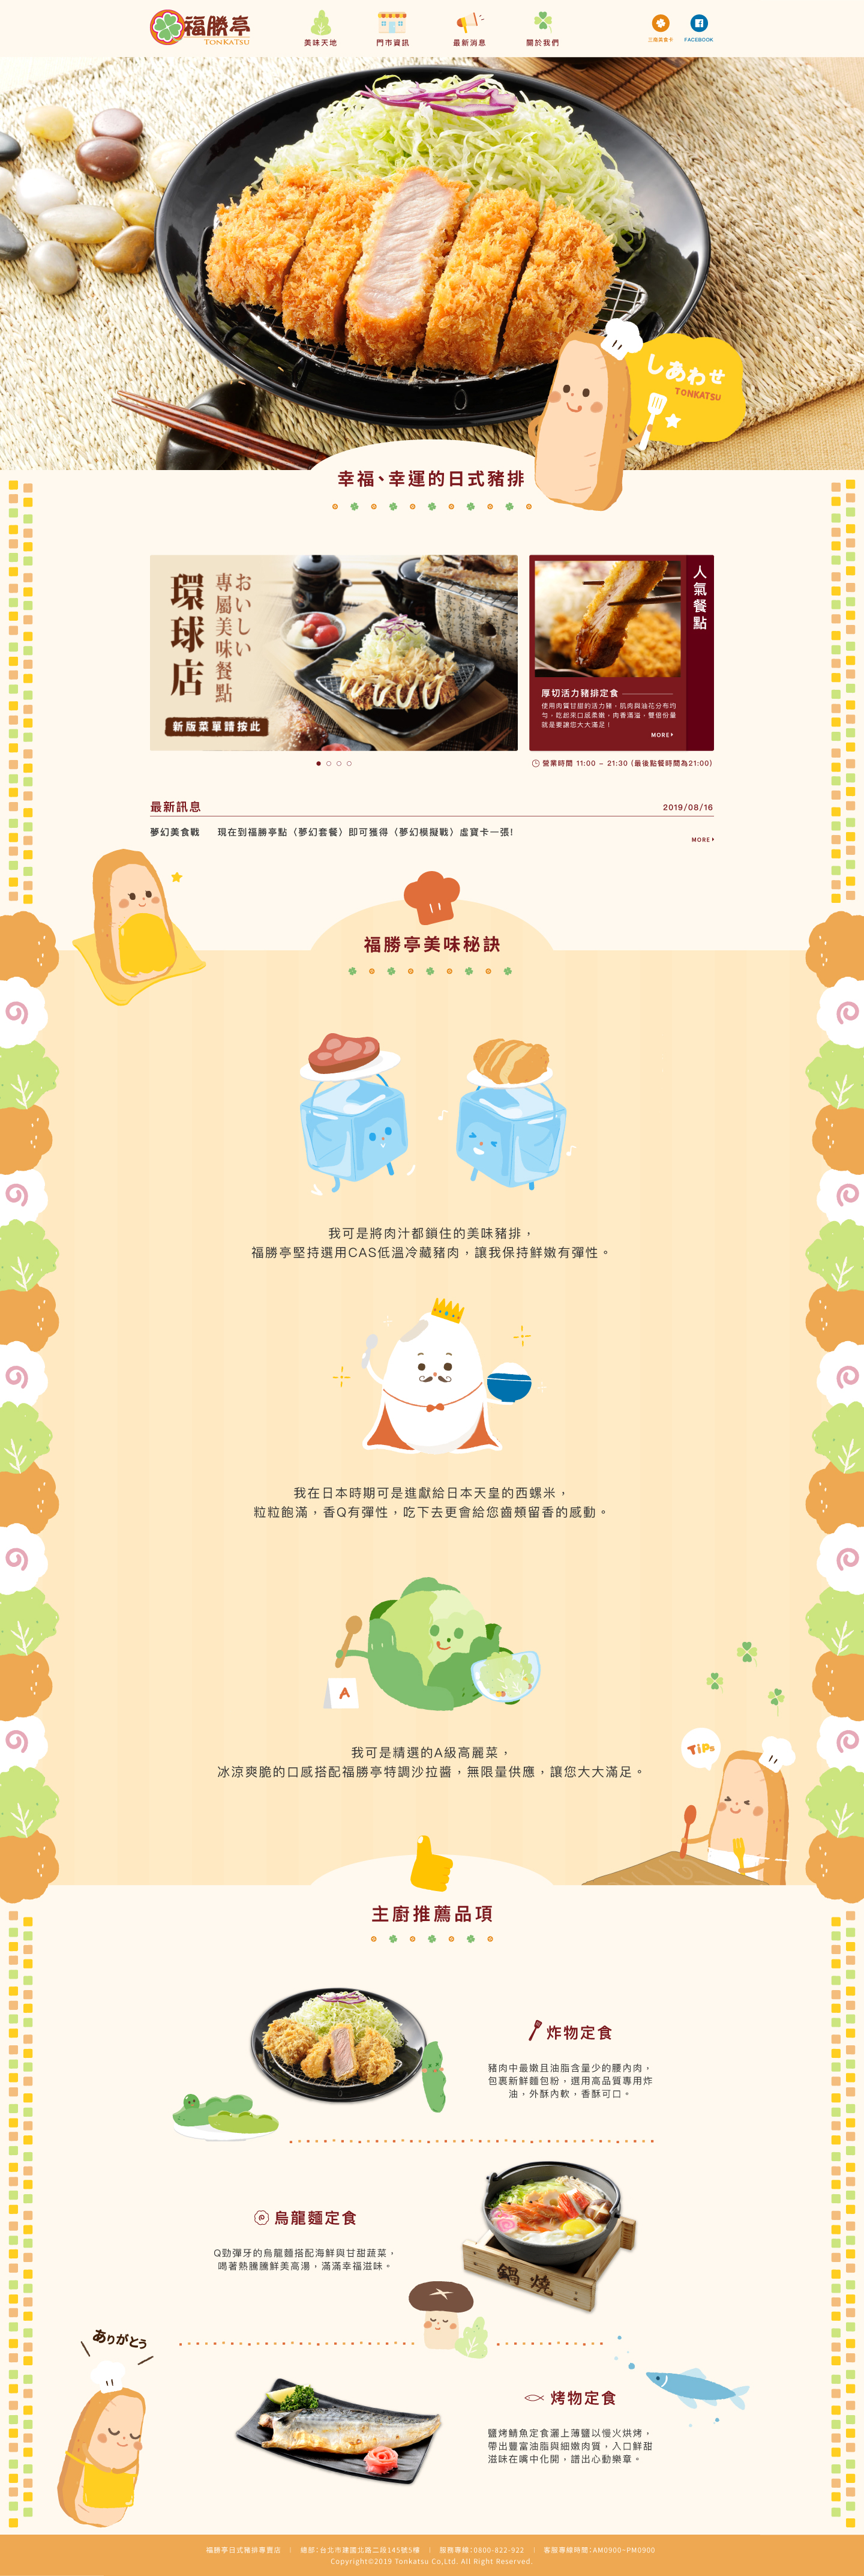 福勝亭
TONKATSU
美味天地
門市資訊
最新消息
關於我們
三商美食卡
FACEBOOK
しあわせ
TONKATSU
幸福、幸運的日式豬排
おいしい
專屬美味餐點
環球店
新版菜單請按此
人氣餐點
厚切活力豬排定食
使用肉質甘甜的活力豬，肌肉與油花分布均
勻，吃起來口感柔嫩，肉香滿溢，雙倍份量
就是要讓您大大滿足！
MORE
營業時間 11:00 – 21:30 (最後點餐時間為21:00)
最新訊息
2019/08/16
夢幻美食戰 現在到福勝亭點〈夢幻套餐〉即可獲得〈夢幻模擬戰〉虛寶卡一張!
MORE
福勝亭美味秘訣
我可是將肉汁都鎖住的美味豬排，
福勝亭堅持選用CAS低溫冷藏豬肉，讓我保持鮮嫩有彈性。
我在日本時期可是進獻給日本天皇的西螺米，
粒粒飽滿，香Q有彈性，吃下去更會給您齒頰留香的感動。
A
我可是精選的A級高麗菜，
冰涼爽脆的口感搭配福勝亭特調沙拉醬，無限量供應，讓您大大滿足。
TiPs
主廚推薦品項
炸物定食
豬肉中最嫩且油脂含量少的腰內肉，
包裹新鮮麵包粉，選用高品質專用炸
油，外酥內軟，香酥可口。
烏龍麵定食
Q勁彈牙的烏龍麵搭配海鮮與甘甜蔬菜，
喝著熱騰騰鮮美高湯，滿滿幸福滋味。
鍋燒
ありがとう
烤物定食
鹽烤鯖魚定食灑上薄鹽以慢火烘烤，
帶出豐富油脂與細嫩肉質，入口鮮甜
滋味在嘴中化開，譜出心動樂章。
福勝亭日式豬排專賣店 | 總部:台北市建國北路二段145號5樓 | 服務專線:0800-822-922 | 客服專線時間:AM0900~PM0900
Copyright©2019 Tonkatsu Co,Ltd. All Right Reserved.